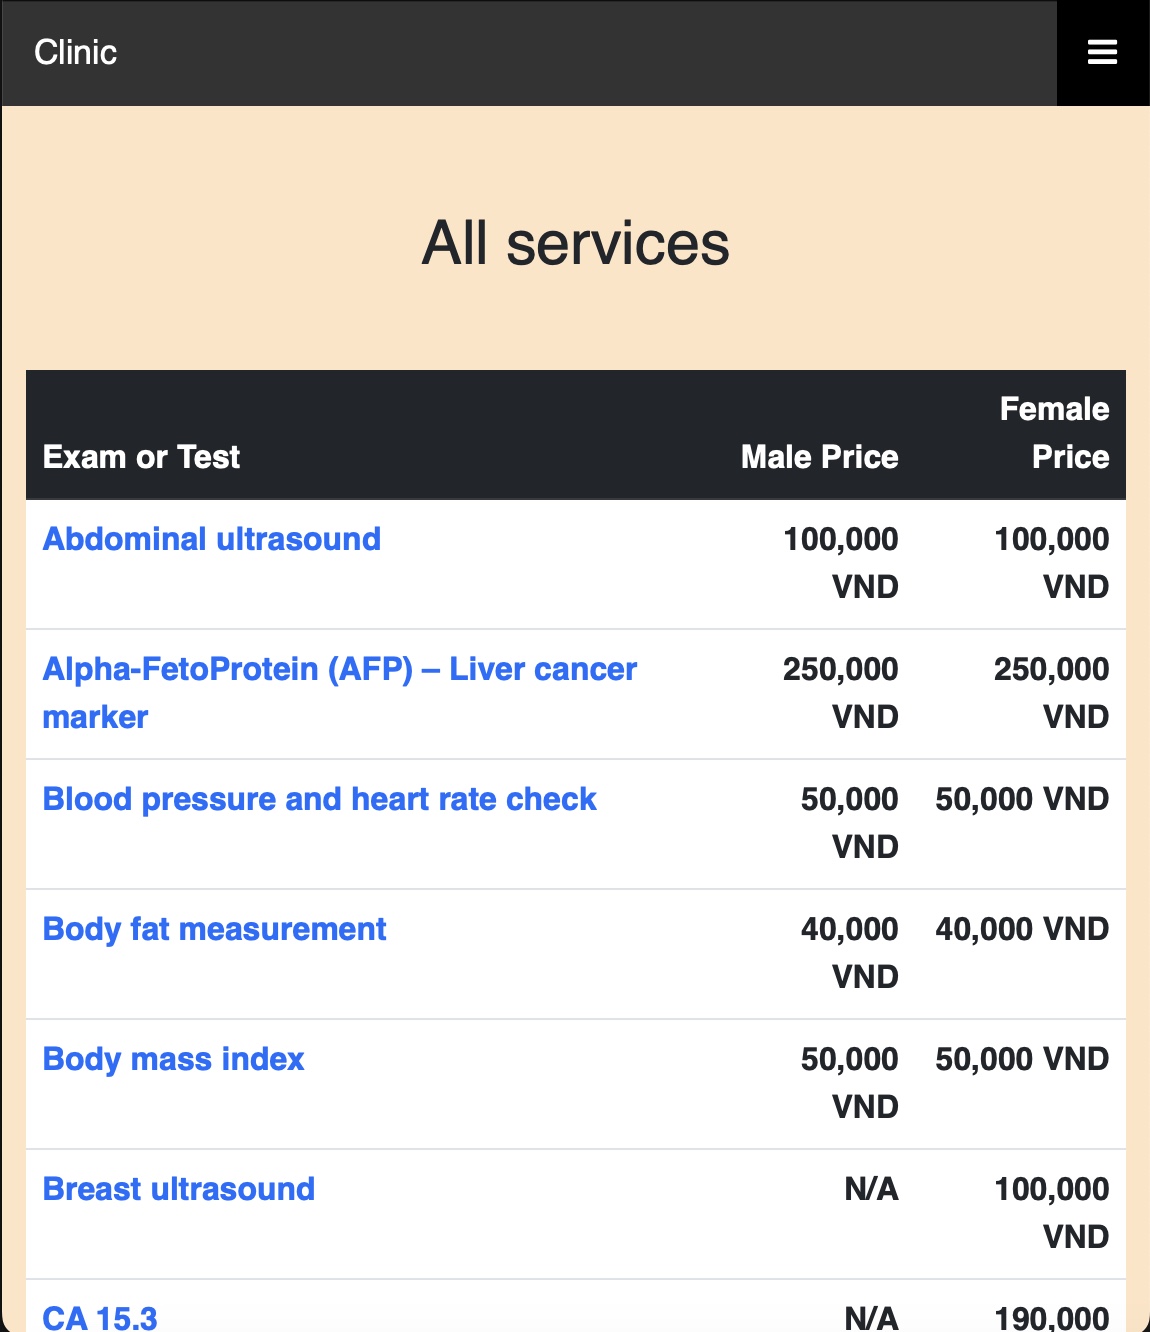 Clinic
All services
Female
Exam or Test Male Price Price
Abdominal ultrasound 100,000 100,000
VND VND
Alpha-FetoProtein (AFP) – Liver cancer 250,000 250,000
marker VND VND
Blood pressure and heart rate check 50,000 50,000 VND
VND
Body fat measurement 40,000 40,000 VND
VND
Body mass index 50,000 50,000 VND
VND
Breast ultrasound N/A 100,000
VND
CA 15.3 N/A 190,000